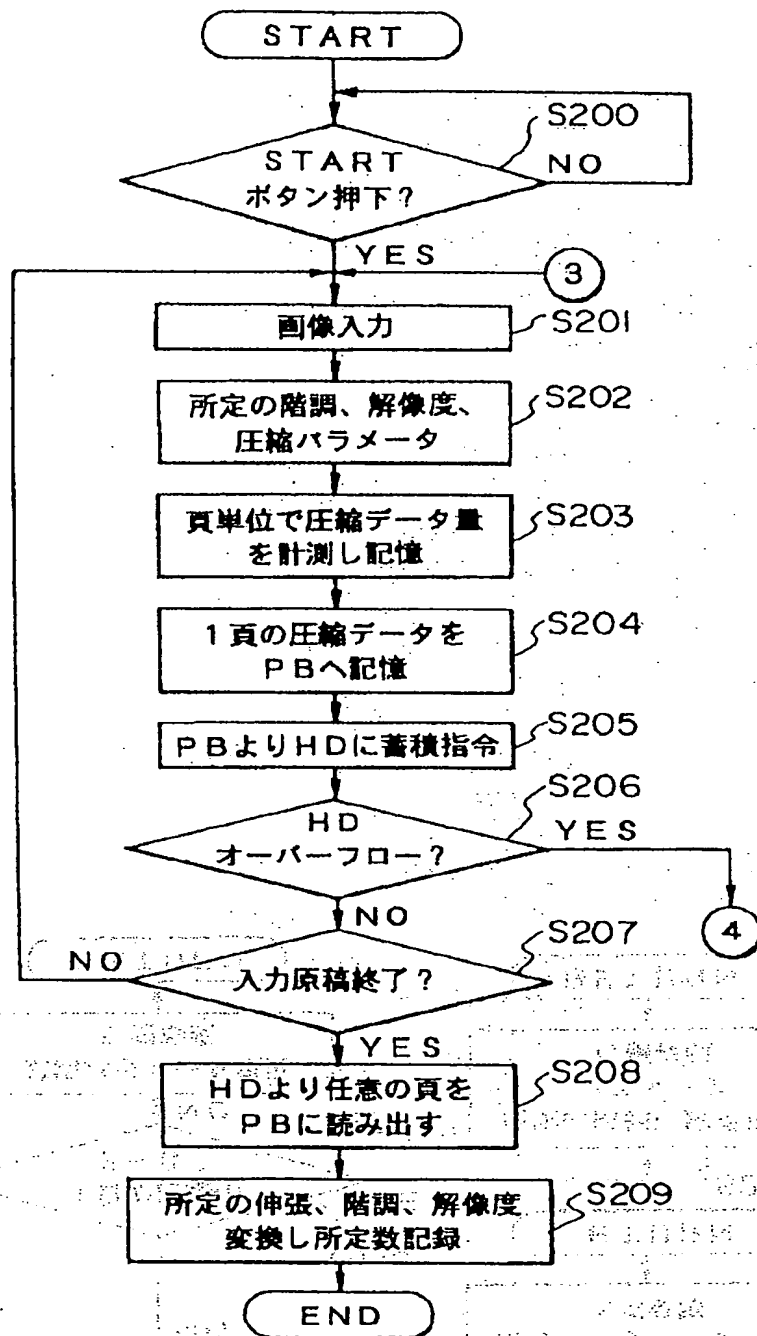 START
S200
START
ボタン押下?
NO
YES
3
画像入力
S201
所定の階調、解像度、
圧縮パラメータ
S202
頁単位で圧縮データ量
を計測し記憶
S203
1頁の圧縮データを
PBへ記憶
S204
PBよりHDに蓄積指令
S205
S206
HD
オーバーフロー?
YES
NO
4
S207
NO
入力原稿終了?
YES
HDより任意の頁を
PBに読み出す
S208
所定の伸張、階調、解像度
変換し所定数記録
S209
END